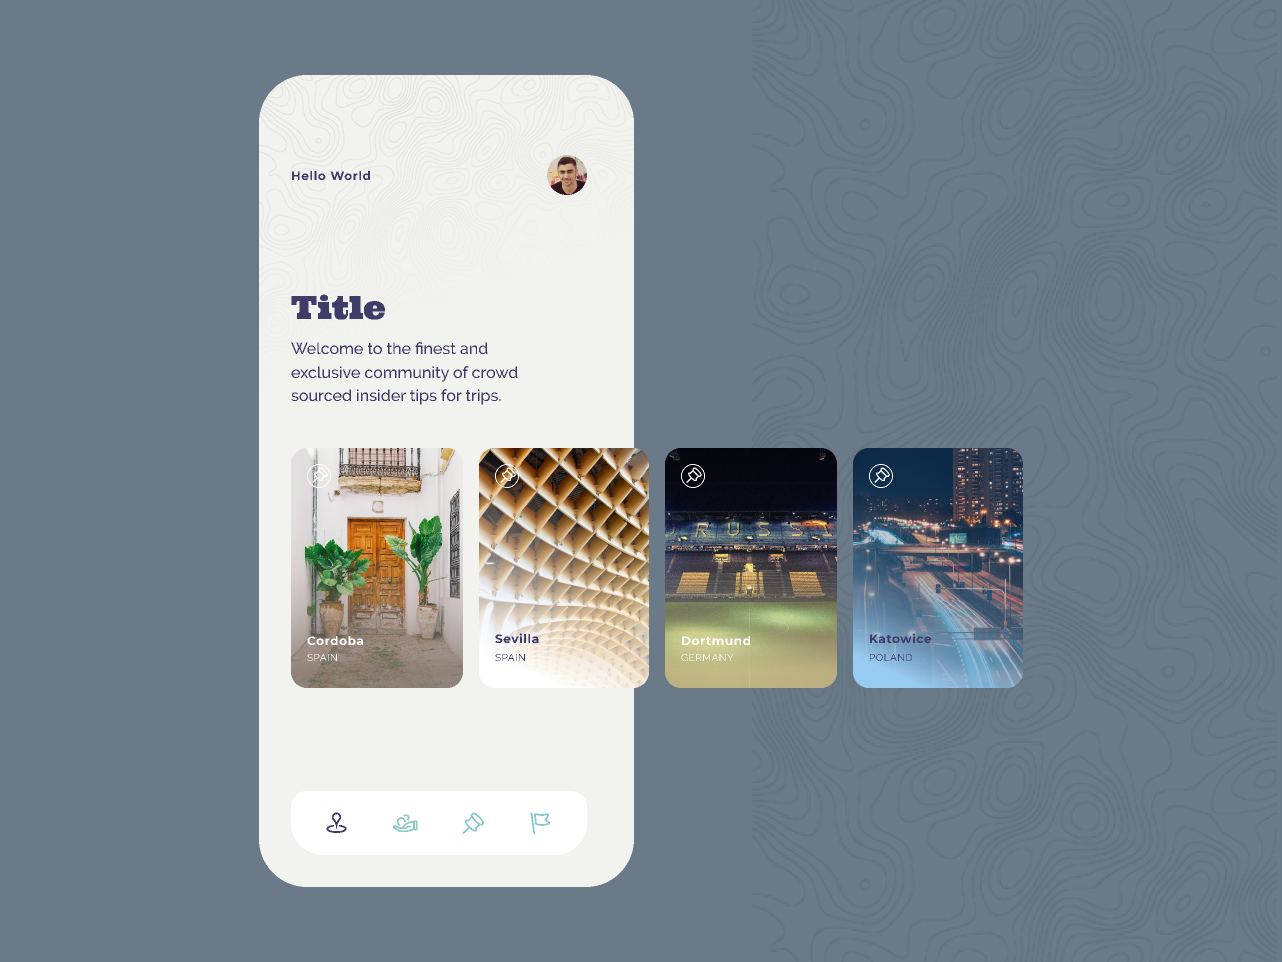 Hello World
Title
Welcome to the finest and
exclusive community of crowd
sourced insider tips for trips.
RUSS
Cordoba
SPAIN
Sevilla
SPAIN
Dortmund
GERMANY
Katowice
POLAND